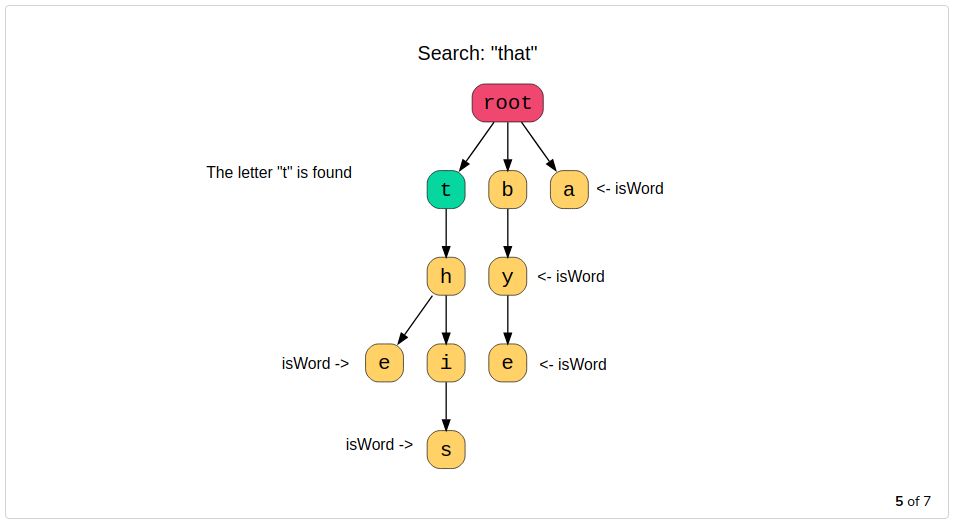 Search: "that"
root
The letter "t" is found
t
b
a
<- isWord
h
y
<- isWord
isWord ->
e
i
e
<- isWord
isWord ->
s
5 of 7